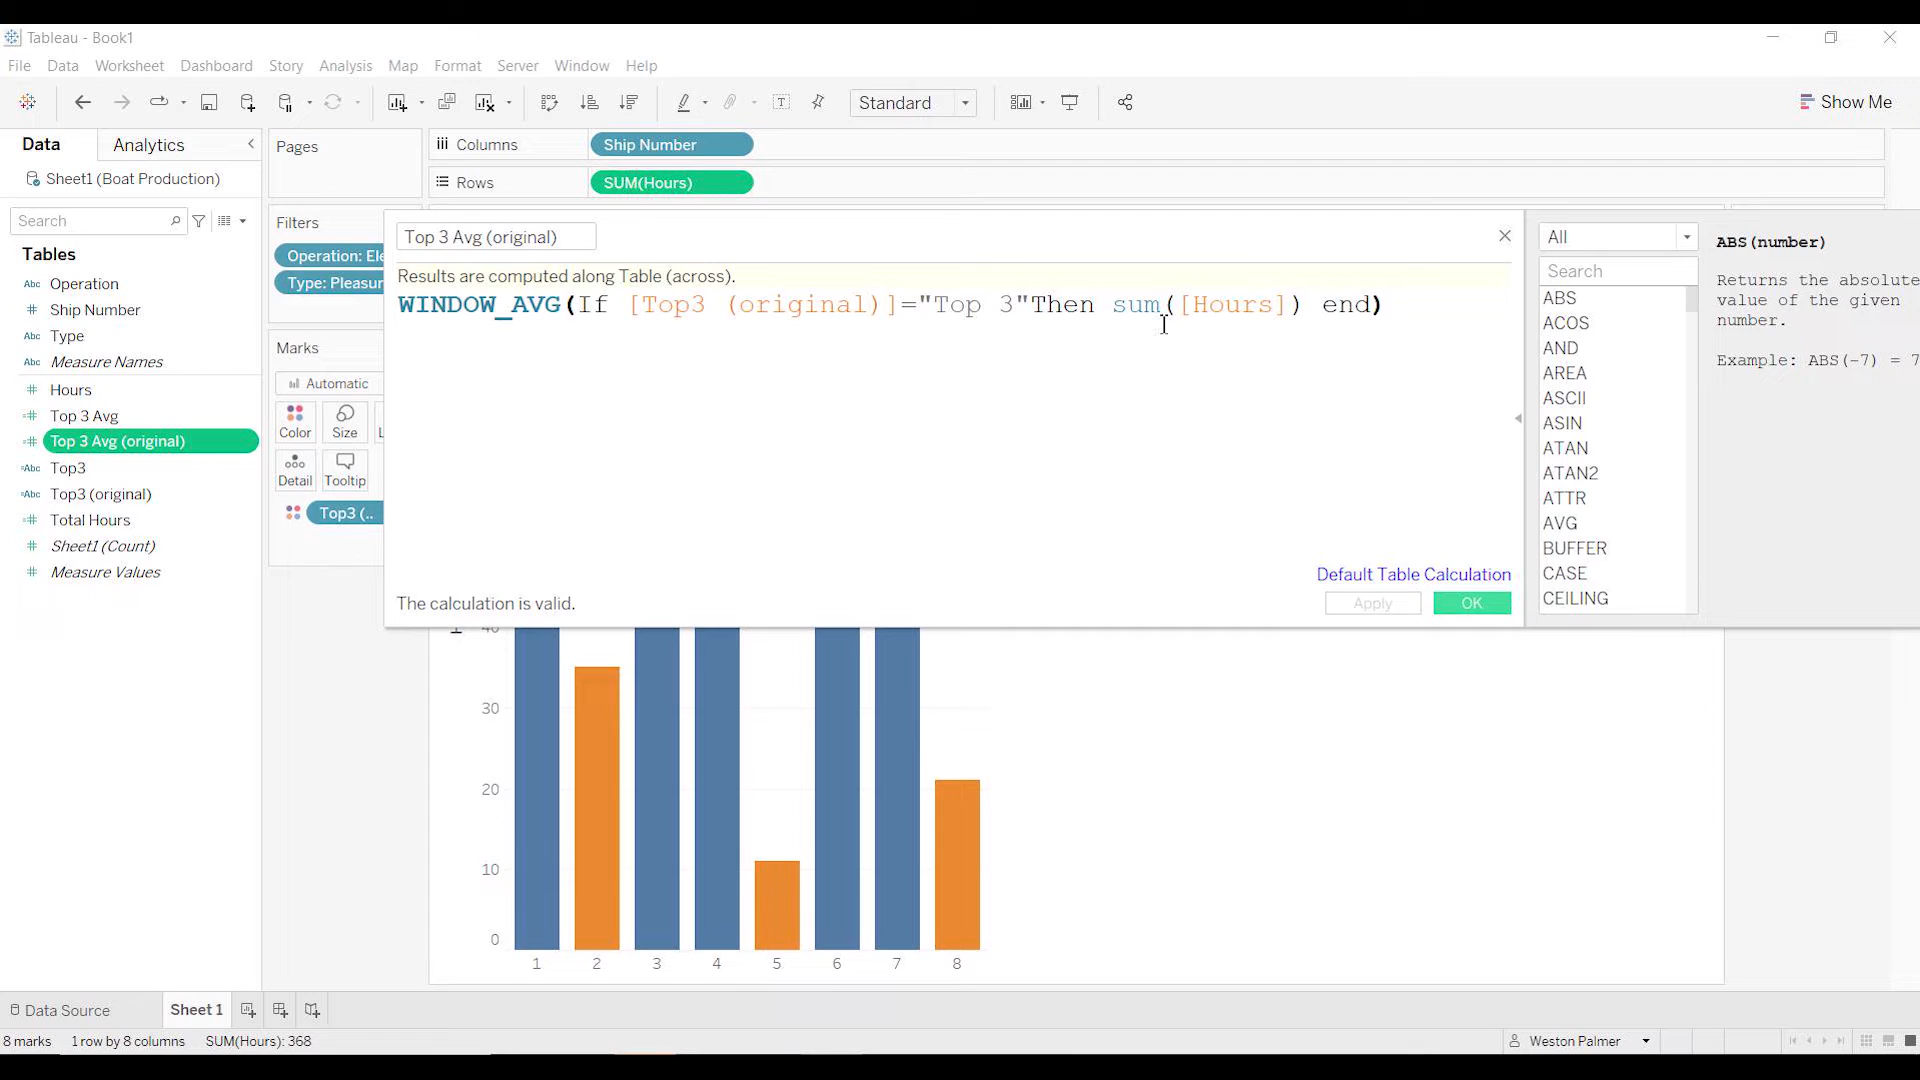 Tableau - Book1
File Data Worksheet Dashboard Story Analysis Map Format Server Window Help
Standard
Show Me
Data Analytics
Pages
Columns Ship Number
Sheet1 (Boat Production)
Rows SUM(Hours)
Search
Filters
Operation: Ele
Type: Pleasur
Top 3 Avg (original)
All
ABS(number)
Tables
Operation
Ship Number
Type
Measure Names
Hours
Top 3 Avg
Top 3 Avg (original)
Top3
Top3 (original)
Total Hours
Sheet1 (Count)
Measure Values
Marks
Automatic
Color Size L
Detail Tooltip
Top3 (..
Results are computed along Table (across).
WINDOW_AVG(If [Top3 (original)]="Top 3"Then sum([Hours]) end)
Default Table Calculation
The calculation is valid.
Apply OK
Search
ABS
ACOS
AND
AREA
ASCII
ASIN
ATAN
ATAN2
ATTR
AVG
BUFFER
CASE
CEILING
Returns the absolute
value of the given
number.
Example: ABS(-7) = 7
40
30
20
10
0
1 2 3 4 5 6 7 8
Data Source Sheet 1
8 marks 1 row by 8 columns SUM(Hours): 368
Weston Palmer